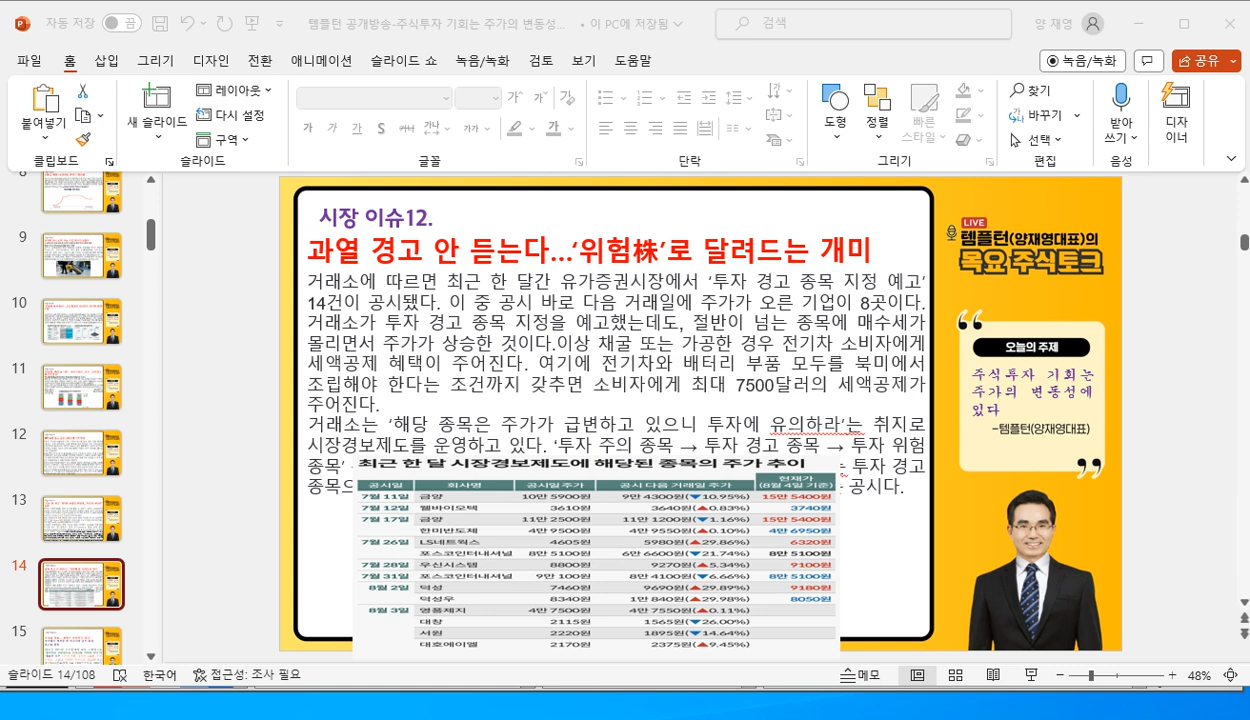 자동 저장 끔 템플턴 공개방송-주식투자 기회는 주가의 변동성... • 이 PC에 저장됨 검색 양 재영
파일 홈 삽입 그리기 디자인 전환 애니메이션 슬라이드 쇼 녹음/녹화 검토 보기 도움말 녹음/녹화 공유
붙여넣기 새 슬라이드 레이아웃 다시 설정 구역
가 가 가 S 가나 가가 가
도형 정렬 빠른 스타일 찾기 바꾸기 선택 받아쓰기 디자이너
클립보드 슬라이드 글꼴 단락 그리기 편집 음성
8
9
10
11
12
13
14
15
시장 이슈12.
과열 경고 안 듣는다...‘위험株’로 달려드는 개미
거래소에 따르면 최근 한 달간 유가증권시장에서 ‘투자 경고 종목 지정 예고’
14건이 공시됐다. 이 중 공시 바로 다음 거래일에 주가가 오른 기업이 8곳이다.
거래소가 투자 경고 종목 지정을 예고했는데도, 절반이 넘는 종목에 매수세가
몰리면서 주가가 상승한 것이다.이상 채굴 또는 가공한 경우 전기차 소비자에게
세액공제 혜택이 주어진다. 여기에 전기차와 배터리 부품 모두를 북미에서
조립해야 한다는 조건까지 갖추면 소비자에게 최대 7500달러의 세액공제가
주어진다.
거래소는 ‘해당 종목은 주가가 급변하고 있으니 투자에 유의하라’는 취지로
시장경보제도를 운영하고 있다. ‘투자 주의 종목 → 투자 경고 종목 → 투자 위험
종목’ 투자 경고
종목으 공시다.
최근 한 달 시장경보제도에 해당된 종목의 주가 추이
공시일 회사명 공시일 주가 공시 다음 거래일 주가 현재가
(8월 4일 기준)
7월 11일 금양 10만 5900원 9만 4300원(▼10.95%) 15만 5400원
7월 12일 웰바이오텍 3610원 3640원(▲0.83%) 3740원
7월 17일 금양 11만 2500원 11만 1200원(▼1.16%) 15만 5400원
한미반도체 4만 9500원 4만 9550원(▲0.10%) 4만 6950원
7월 26일 LS네트웍스 4605원 5980원(▲29.86%) 6320원
포스코인터내셔널 8만 5100원 6만 6600원(▼21.74%) 8만 5100원
7월 28일 우신시스템 8800원 9270원(▲5.34%) 9100원
7월 31일 포스코인터내셔널 9만 100원 8만 4100원(▼6.66%) 8만 5100원
8월 2일 덕성 7460원 9690원(▲29.89%) 9180원
덕성우 8340원 1만 840원(▲29.98%) 8050원
8월 3일 영풍제지 4만 7500원 4만 7550원(▲0.11%)
대창 2115원 1565원(▼26.00%)
서원 2220원 1895원(▼14.64%)
대호에이엘 2170원 2375원(▲9.45%)
LIVE
템플턴(양재영대표)의
목요 주식토크
오늘의 주제
주식투자 기회는
주가의 변동성에
있다
-템플턴(양재영대표)
슬라이드 14/108 한국어 접근성: 조사 필요 메모 48%